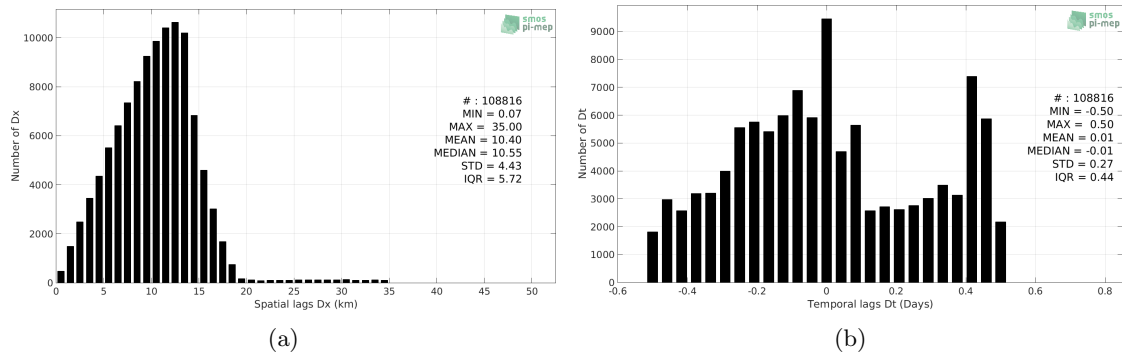 smos
pi-mep
Number of Dx
10000
8000
6000
4000
2000
0
# : 108816
MIN = 0.07
MAX = 35.00
MEAN = 10.40
MEDIAN = 10.55
STD = 4.43
IQR = 5.72
0 5 10 15 20 25 30 35 40 45 50
Spatial lags Dx (km)
(a)
smos
pi-mep
Number of Dt
9000
8000
7000
6000
5000
4000
3000
2000
1000
0
# : 108816
MIN = -0.50
MAX = 0.50
MEAN = 0.01
MEDIAN = -0.01
STD = 0.27
IQR = 0.44
-0.6 -0.4 -0.2 0 0.2 0.4 0.6 0.8
Temporal lags Dt (Days)
(b)